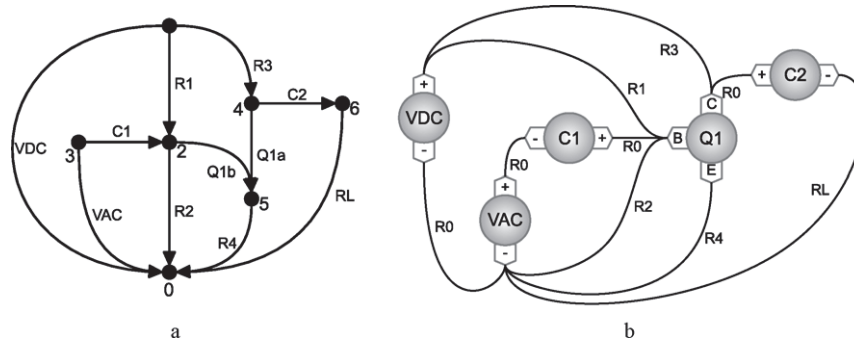 R3
R1
4
C2
6
C1
3
2
VDC
Q1a
Q1b
5
VAC
R2
R4
RL
0
a
R3
R1
+
VDC
-
- C1 +
R0
R0
+
VAC
-
R0
R2
C
B Q1
E
R0
+ C2 -
R4
RL
b